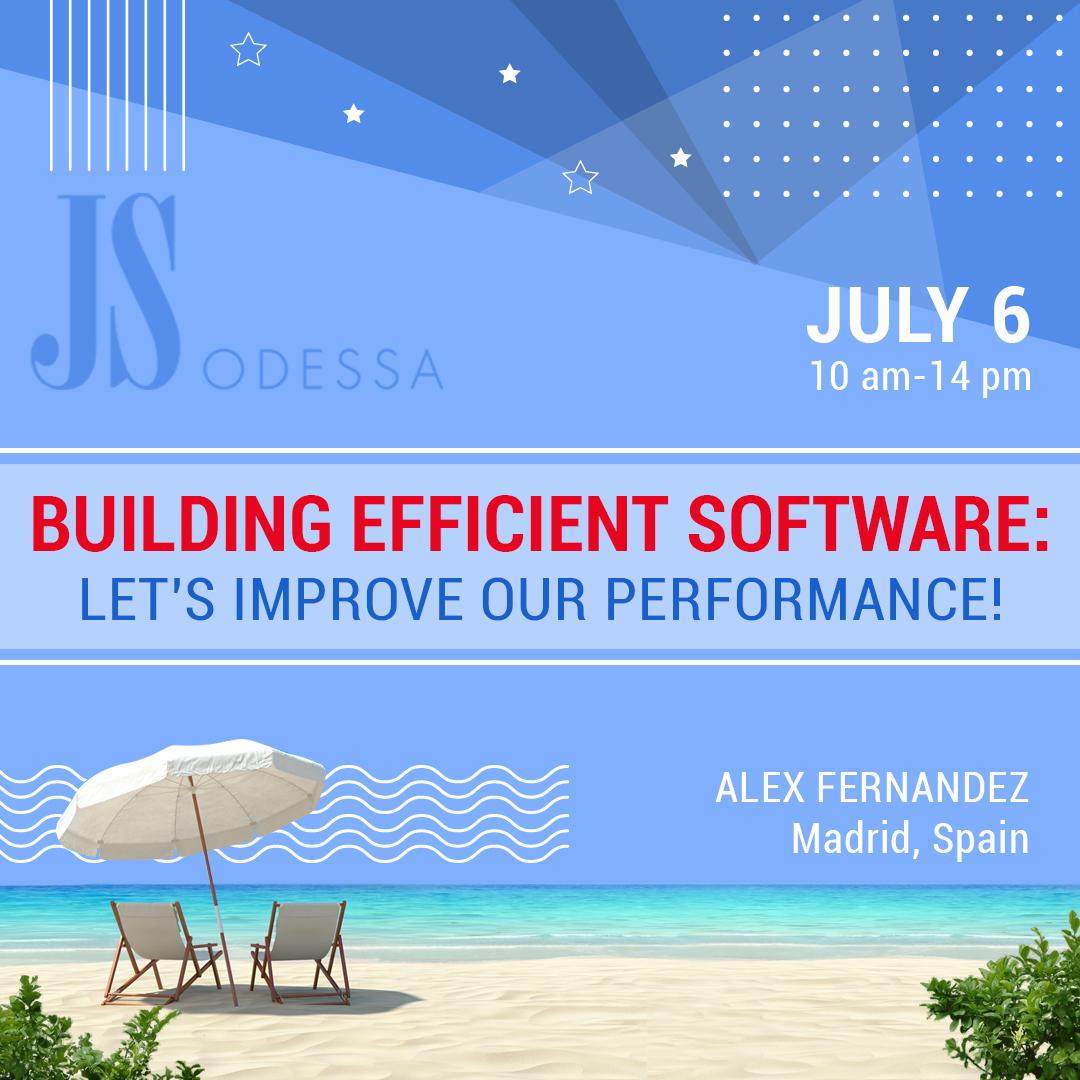 JS ODESSA
JULY 6
10 am-14 pm
BUILDING EFFICIENT SOFTWARE:
LET'S IMPROVE OUR PERFORMANCE!
ALEX FERNANDEZ
Madrid, Spain